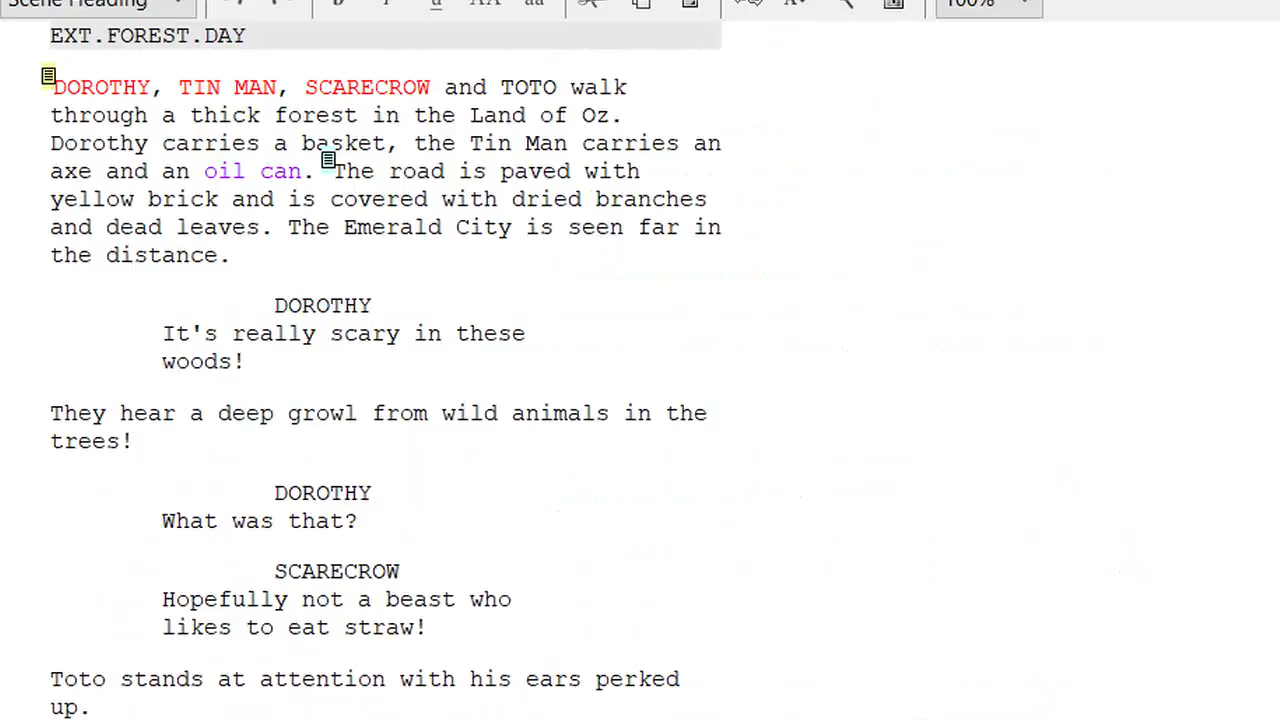 Scene Heading
B I u AA aa 100%
EXT.FOREST.DAY
DOROTHY, TIN MAN, SCARECROW and TOTO walk
through a thick forest in the Land of Oz.
Dorothy carries a basket, the Tin Man carries an
axe and an oil can. The road is paved with
yellow brick and is covered with dried branches
and dead leaves. The Emerald City is seen far in
the distance.
DOROTHY
It's really scary in these
woods!
They hear a deep growl from wild animals in the
trees!
DOROTHY
What was that?
SCARECROW
Hopefully not a beast who
likes to eat straw!
Toto stands at attention with his ears perked
up.